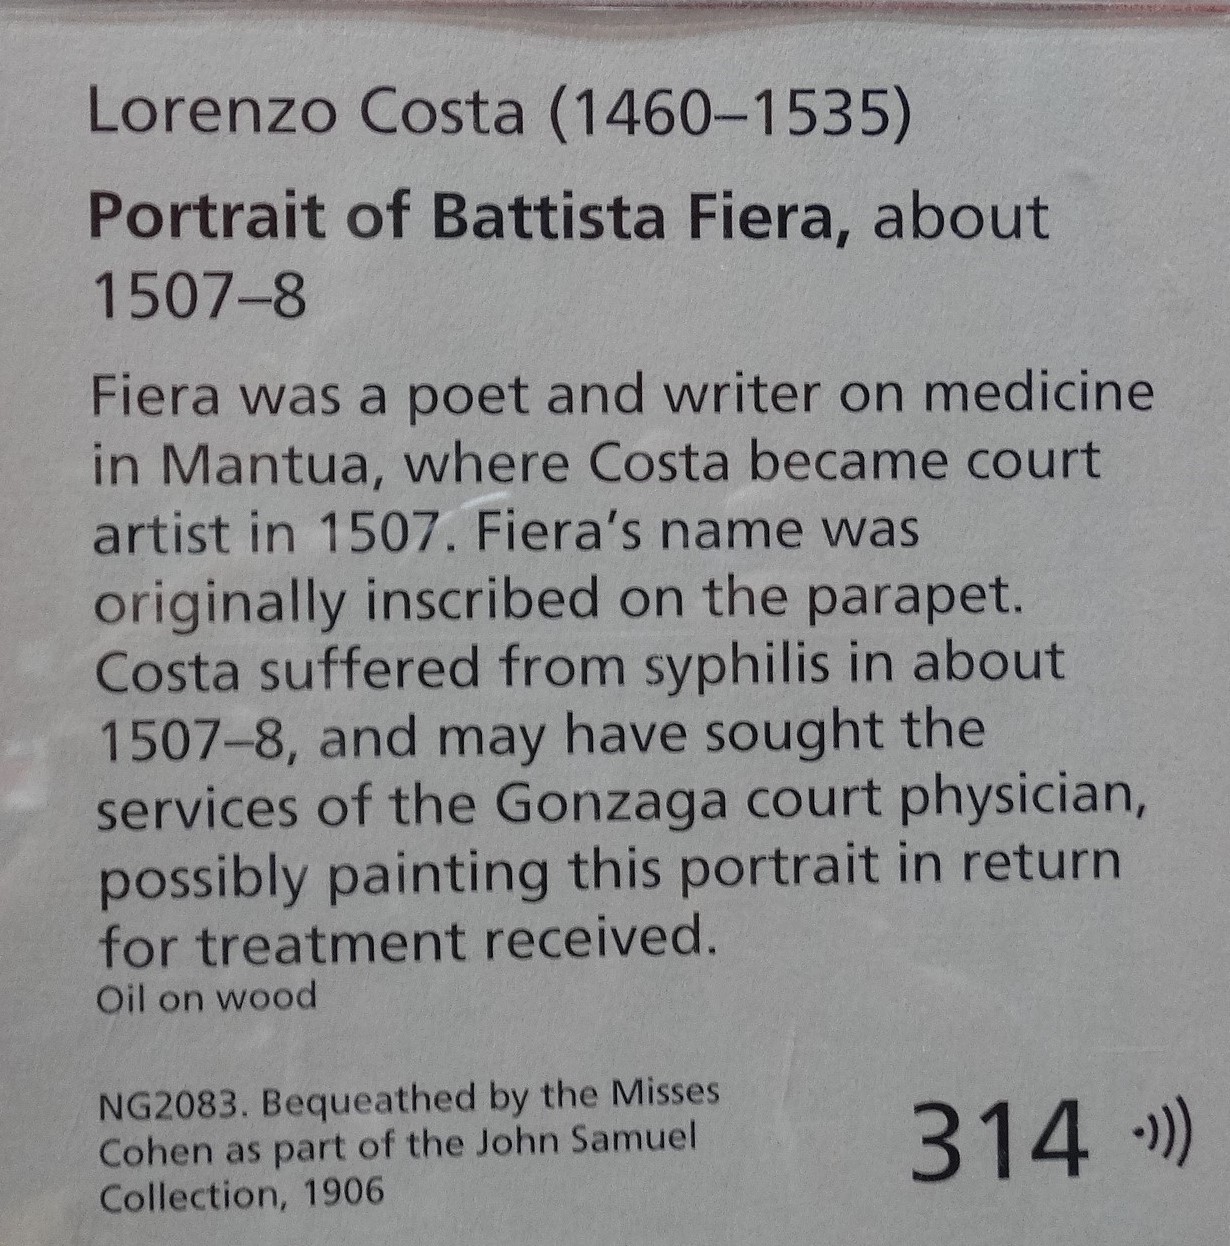 Lorenzo Costa (1460–1535)
Portrait of Battista Fiera, about
1507–8
Fiera was a poet and writer on medicine
in Mantua, where Costa became court
artist in 1507. Fiera's name was
originally inscribed on the parapet.
Costa suffered from syphilis in about
1507–8, and may have sought the
services of the Gonzaga court physician,
possibly painting this portrait in return
for treatment received.
Oil on wood
NG2083. Bequeathed by the Misses
Cohen as part of the John Samuel
Collection, 1906
314